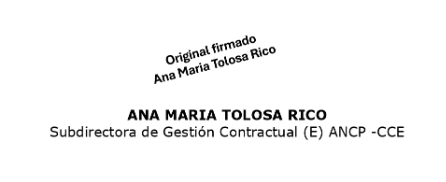 Original firmado
Ana Maria Tolosa Rico
ANA MARIA TOLOSA RICO
Subdirectora de Gestión Contractual (E) ANCP -CCE